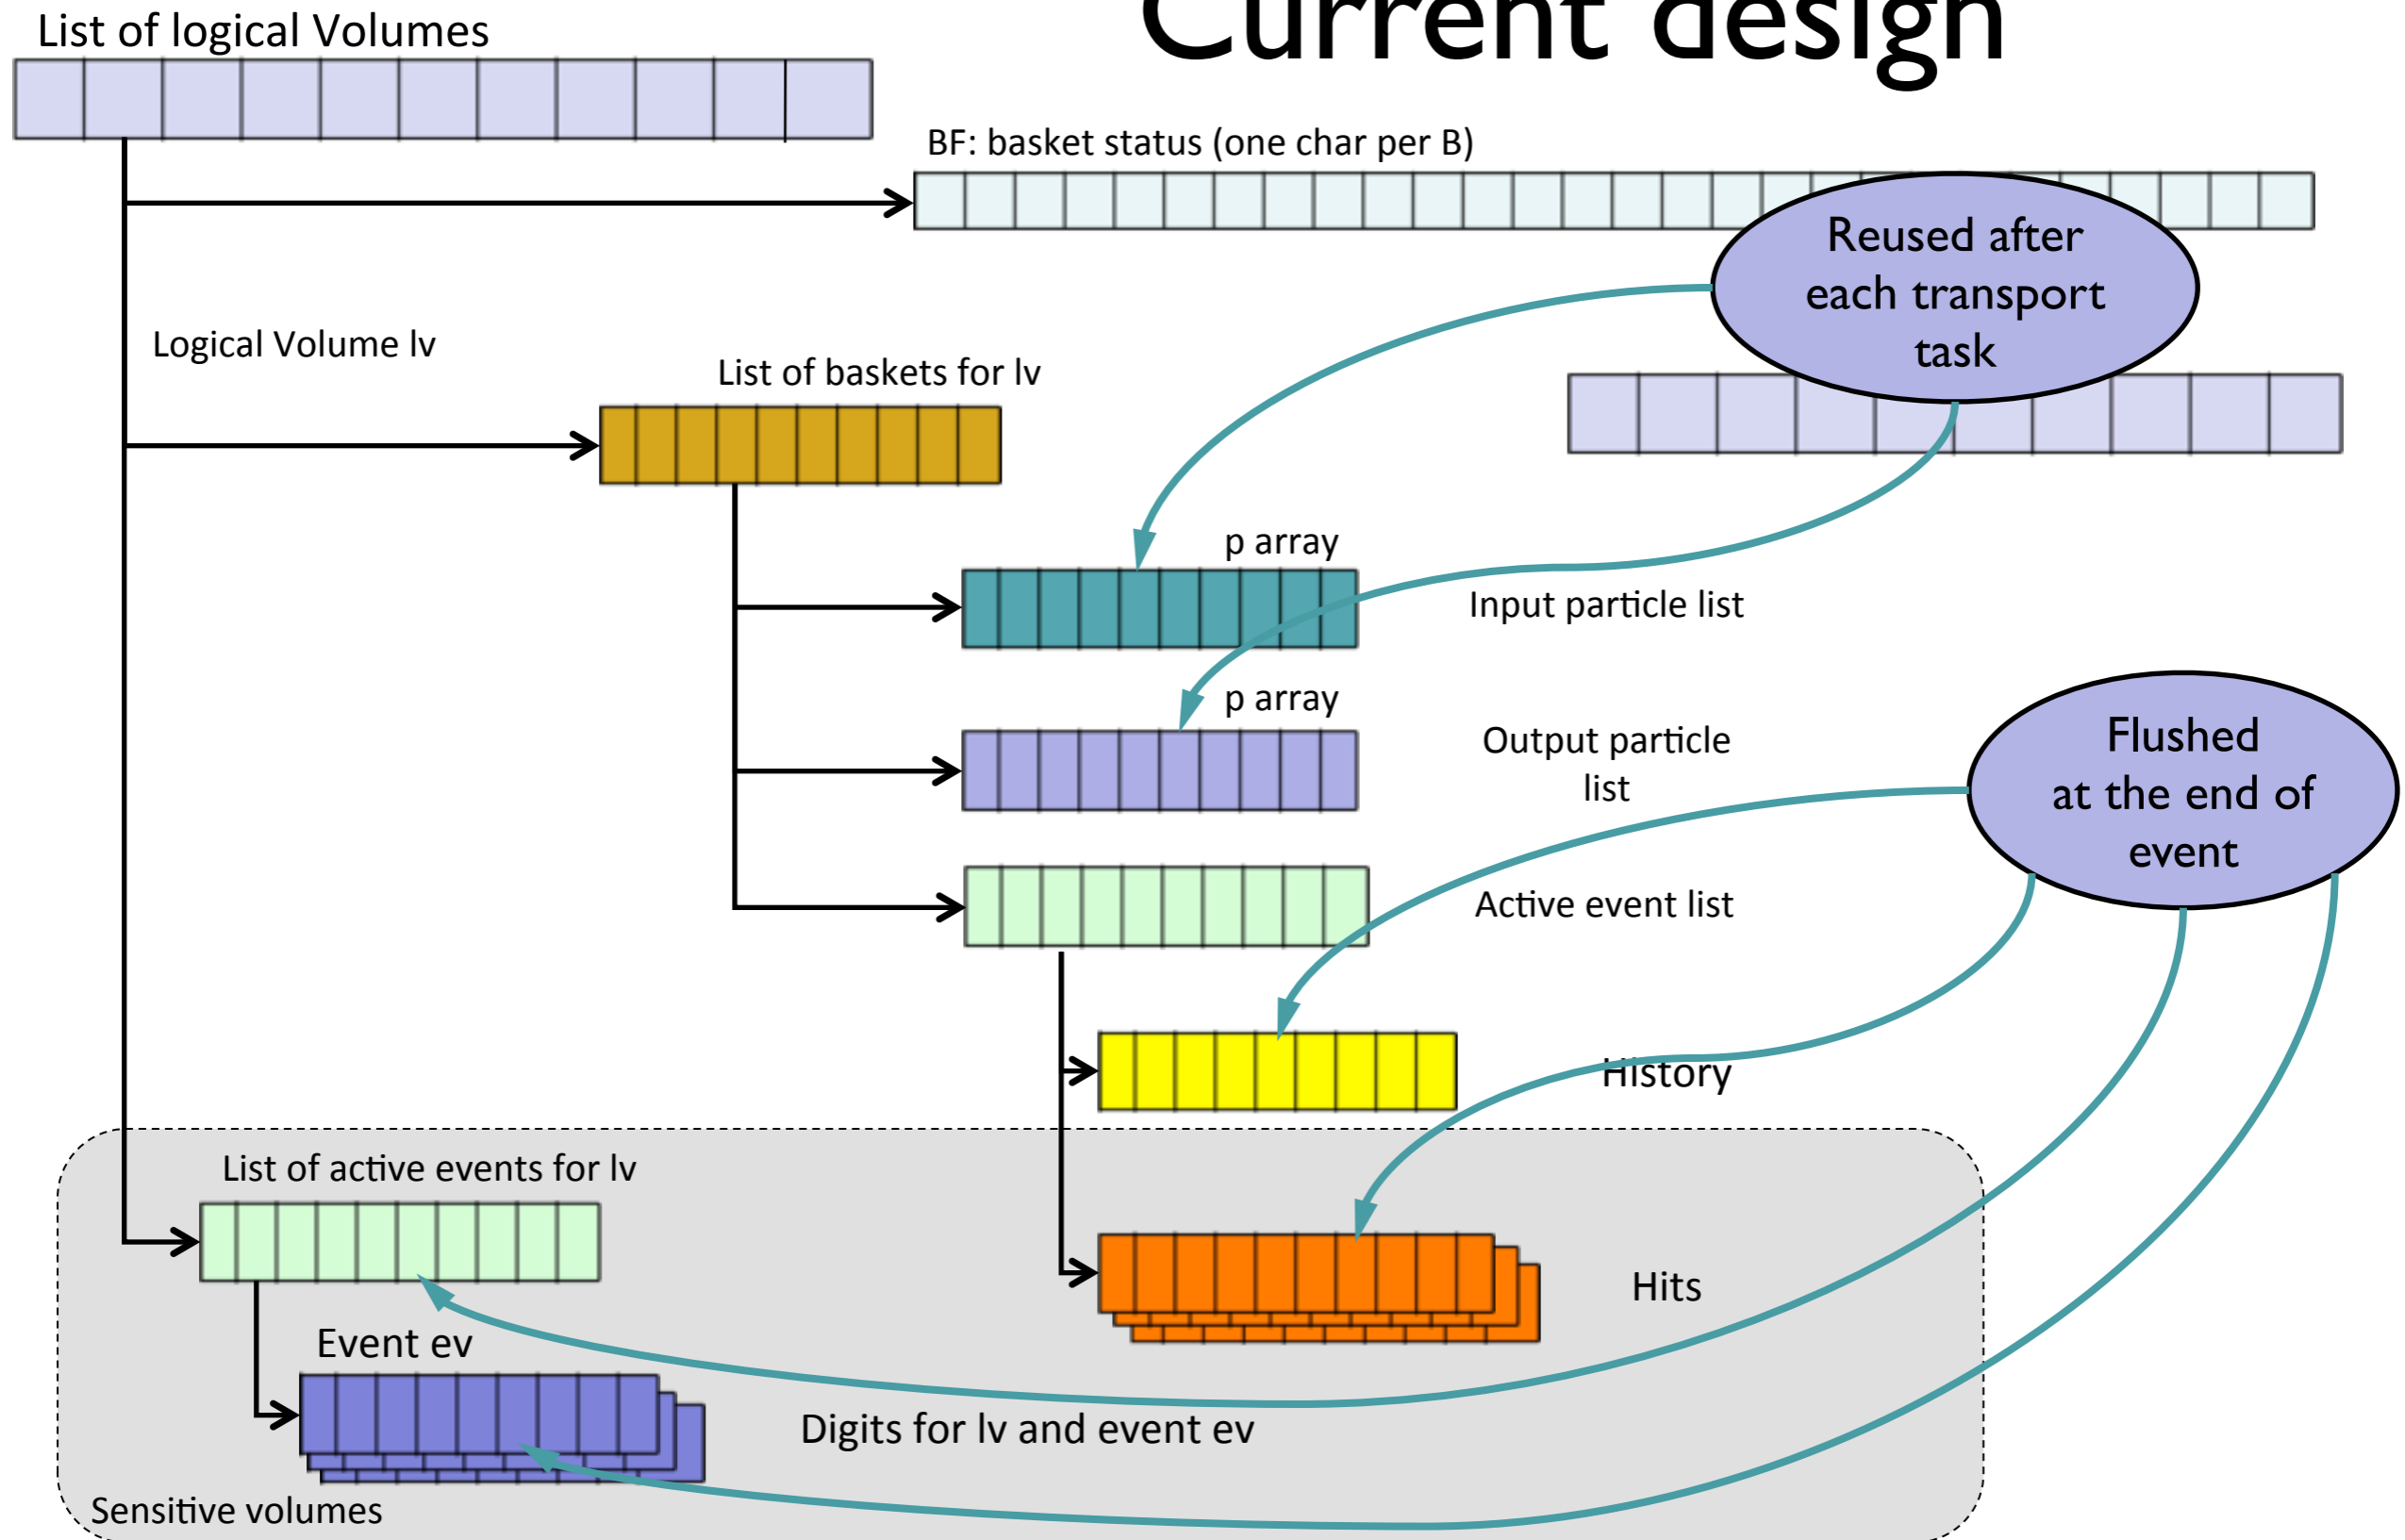 Current design
List of logical Volumes
BF: basket status (one char per B)
Reused after
each transport
task
Logical Volume lv
List of baskets for lv
p array
Input particle list
p array
Output particle
list
Flushed
at the end of
event
Active event list
History
List of active events for lv
Hits
Event ev
Digits for lv and event ev
Sensitive volumes